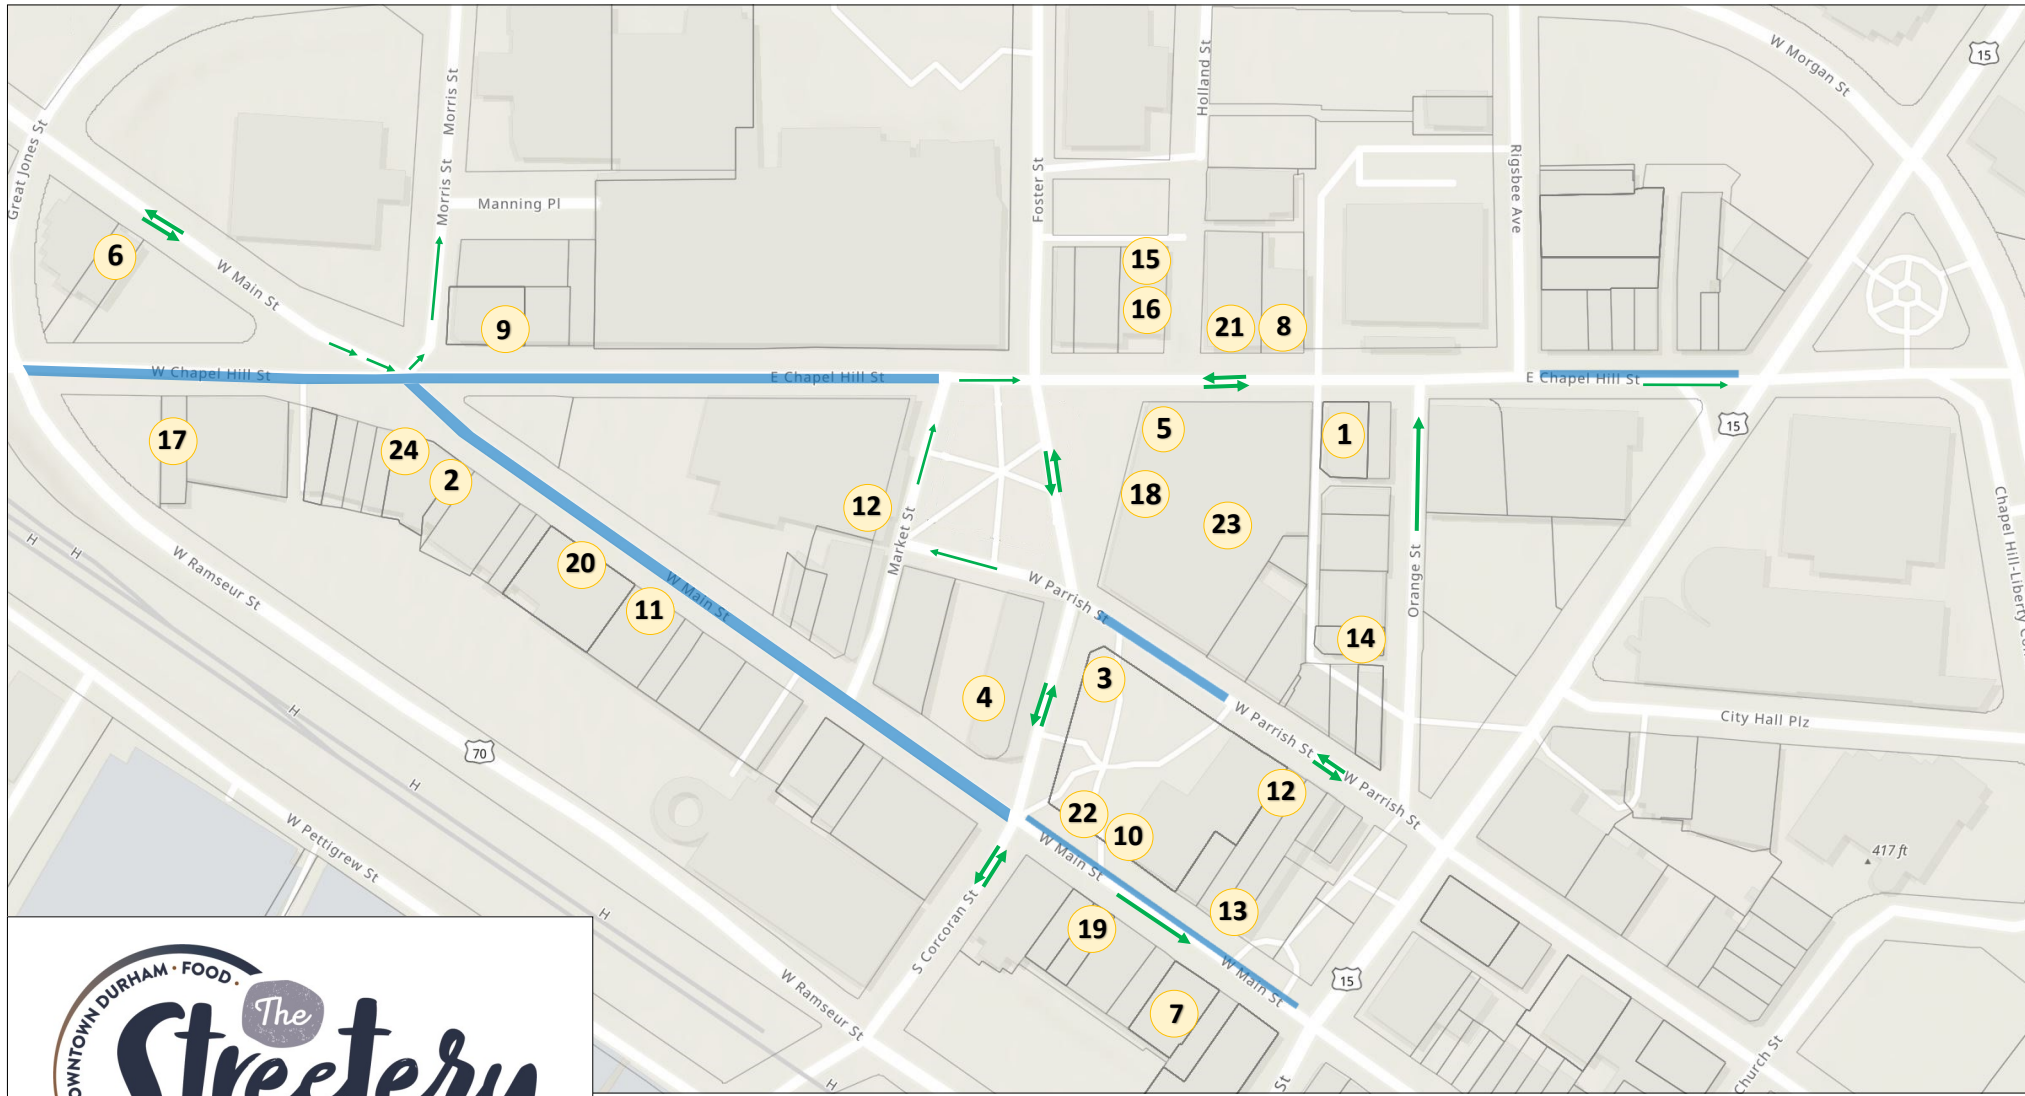 W Morgan St
15
Holland St
Morris St
Great Jones St
Rigsbee Ave
Morris St
Foster St
Manning Pl
6
W Main St
15
16
9
21
8
W Chapel Hill St
E Chapel Hill St
E Chapel Hill St
15
17
24
2
5
1
12
18
23
Market St
Orange St
H
H
W Ramseur St
20
11
W Main St
W Parrish St
14
3
4
H
W Parrish St
City Hall Plz
70
H
W Parrish St
12
22
10
W Main St
W Pettigrew St
417 ft
S Corcoran St
13
19
H
W Main St
15
7
W Ramseur St
Church St
St
H
DOWNTOWN DURHAM · FOOD ·
The
Streetery